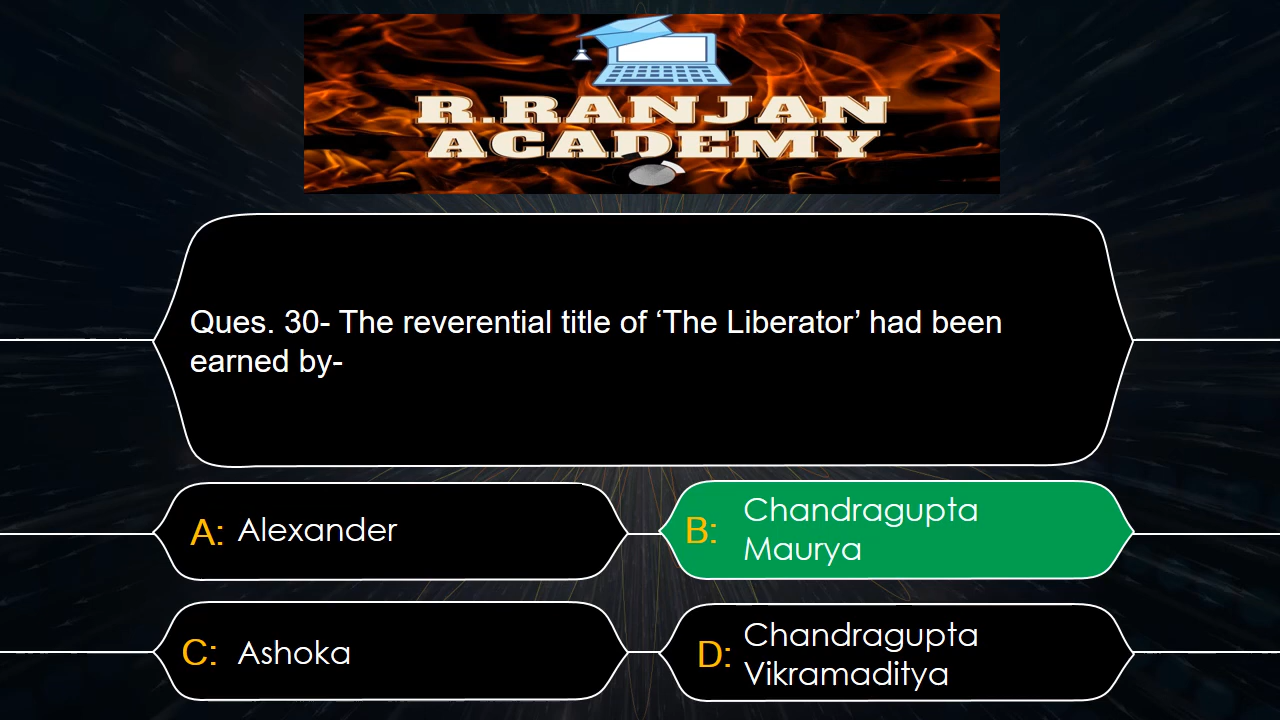 R.RANJAN
ACADEMY
Ques. 30- The reverential title of ‘The Liberator’ had been
earned by-
A: Alexander
B: Chandragupta
Maurya
C: Ashoka
D: Chandragupta
Vikramaditya